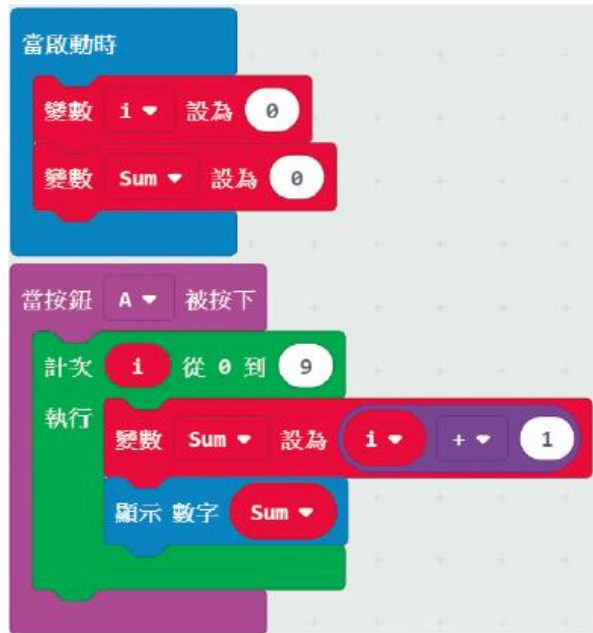 當啟動時
變數 i 設為 0
變數 Sum 設為 0
當按鈕 A 被按下
計次 i 從 0 到 9
執行
變數 Sum 設為 i + 1
顯示 數字 Sum